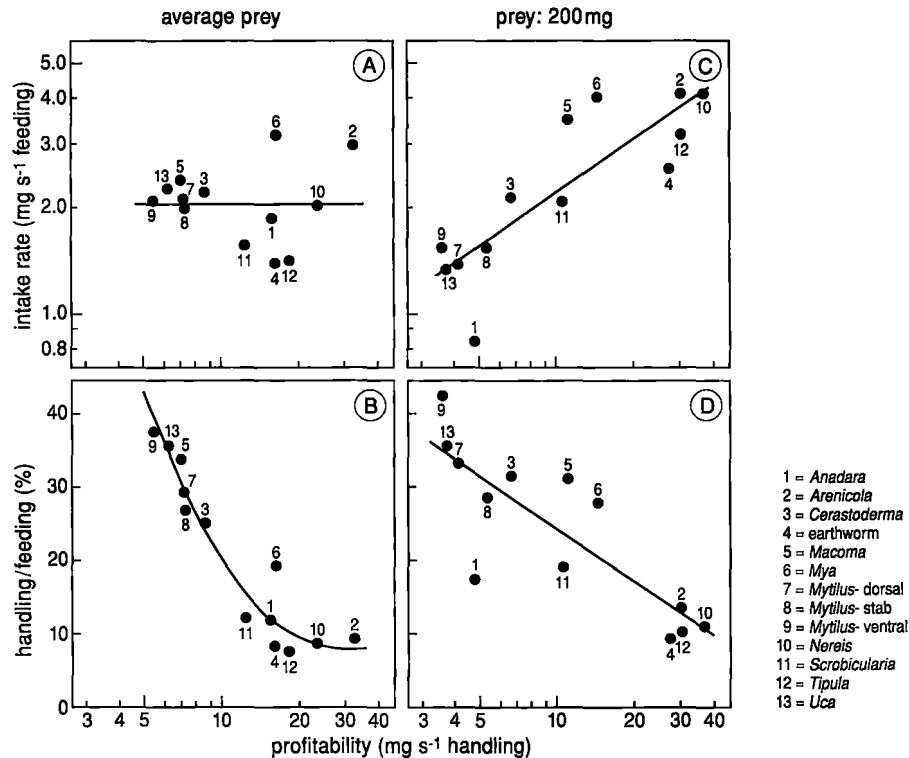 average prey
prey: 200 mg
intake rate (mg s⁻¹ feeding)
5.0
4.0
3.0
2.0
1.0
0.8
A
6
2
5
13
3
7
9
8
10
1
11
4
12
C
6
2
5
10
12
4
3
11
9
7
8
13
1
handling/feeding (%)
40
30
20
10
0
B
13
9
5
7
8
3
6
1
11
10
2
4
12
D
9
13
7
3
5
6
8
1
11
2
10
4
12
3 5 10 20 30 40
3 5 10 20 30 40
profitability (mg s⁻¹ handling)
1 = Anadara
2 = Arenicola
3 = Cerastoderma
4 = earthworm
5 = Macoma
6 = Mya
7 = Mytilus- dorsal
8 = Mytilus- stab
9 = Mytilus- ventral
10 = Nereis
11 = Scrobicularia
12 = Tipula
13 = Uca